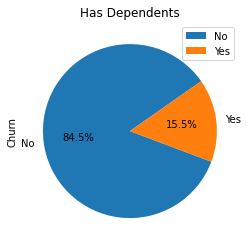 Has Dependents
No
Yes
Yes
15.5%
84.5%
No
Churn